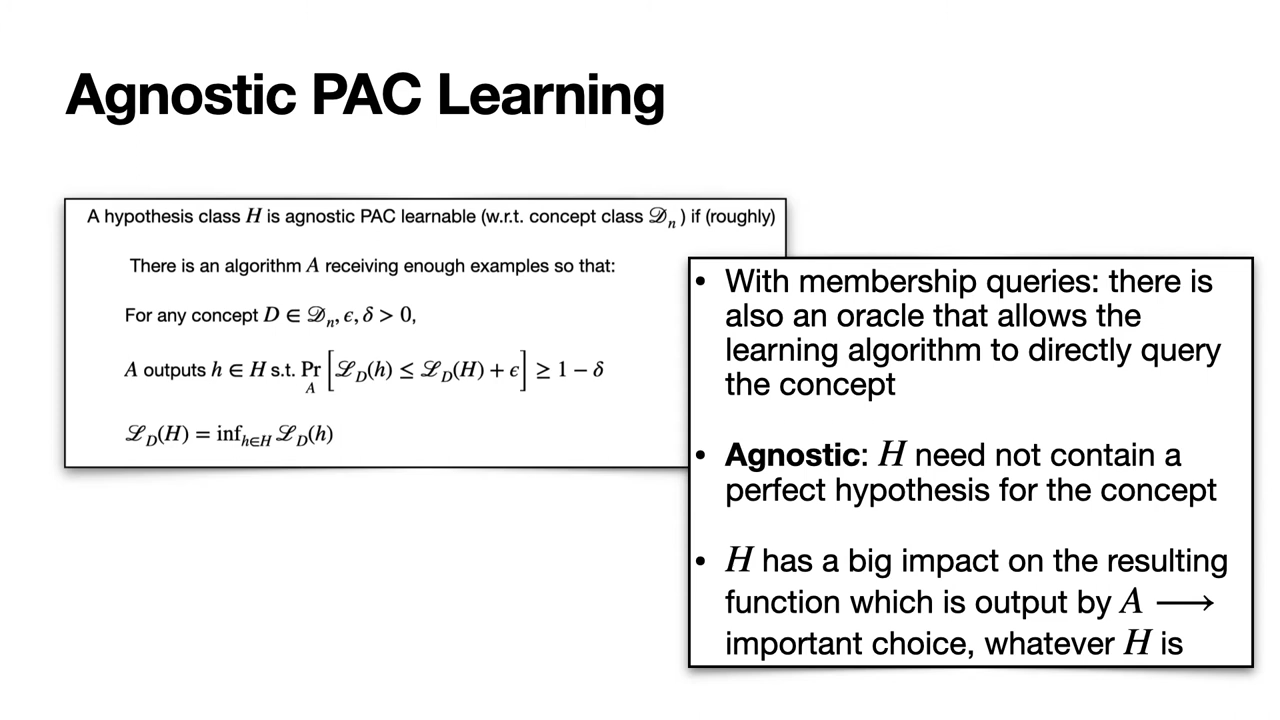 Agnostic PAC Learning
A hypothesis class H is agnostic PAC learnable (w.r.t. concept class 𝒟ₙ ) if (roughly)
There is an algorithm A receiving enough examples so that:
For any concept D ∈ 𝒟ₙ, ϵ, δ > 0,
A outputs h ∈ H s.t. Pr_A [ℒ_D(h) ≤ ℒ_D(H) + ϵ] ≥ 1 − δ
ℒ_D(H) = inf_{h∈H} ℒ_D(h)
• With membership queries: there is
also an oracle that allows the
learning algorithm to directly query
the concept
• Agnostic: H need not contain a
perfect hypothesis for the concept
• H has a big impact on the resulting
function which is output by A ⟶
important choice, whatever H is